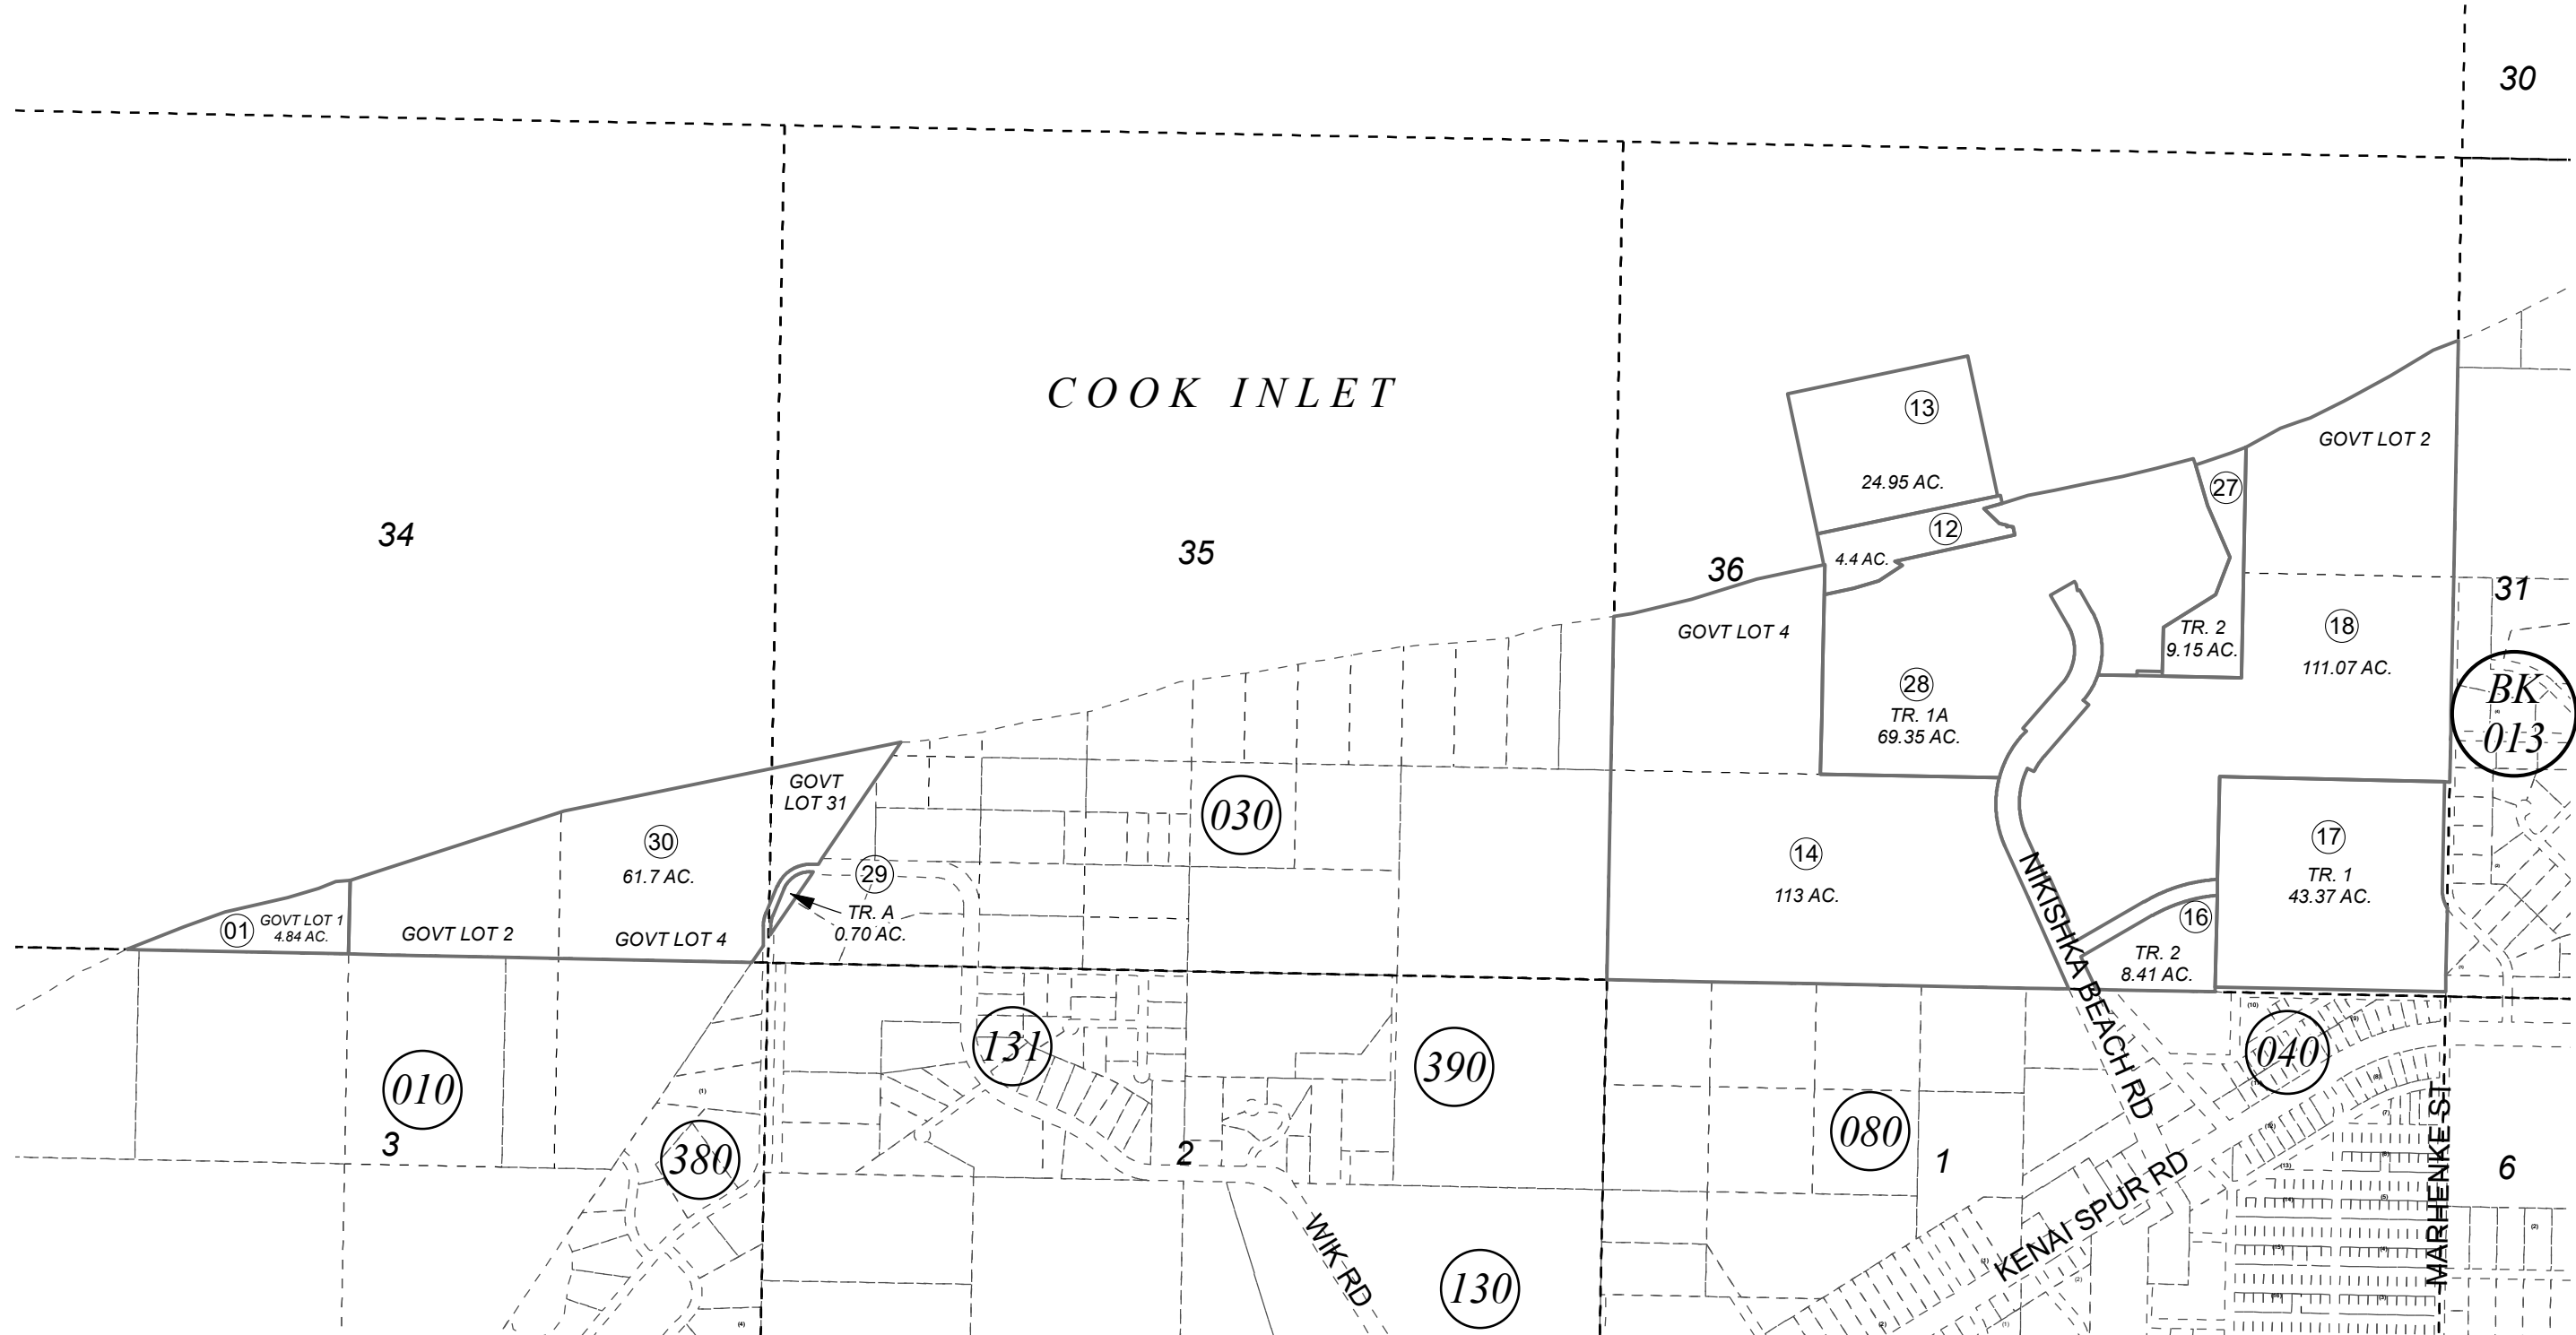 30
COOK INLET
13
24.95 AC.
12
4.4 AC.
27
GOVT LOT 2
34
35
36
31
GOVT LOT 4
TR. 2
9.15 AC.
18
111.07 AC.
28
TR. 1A
69.35 AC.
BK
013
GOVT
LOT 31
030
30
61.7 AC.
29
TR. A
0.70 AC.
14
113 AC.
17
TR. 1
43.37 AC.
01
GOVT LOT 1
4.84 AC.
GOVT LOT 2
GOVT LOT 4
16
TR. 2
8.41 AC.
NIKISHKA BEACH RD
010
131
390
080
040
3
380
2
1
6
WIK RD
KENAI SPUR RD
MARHENKE ST
130